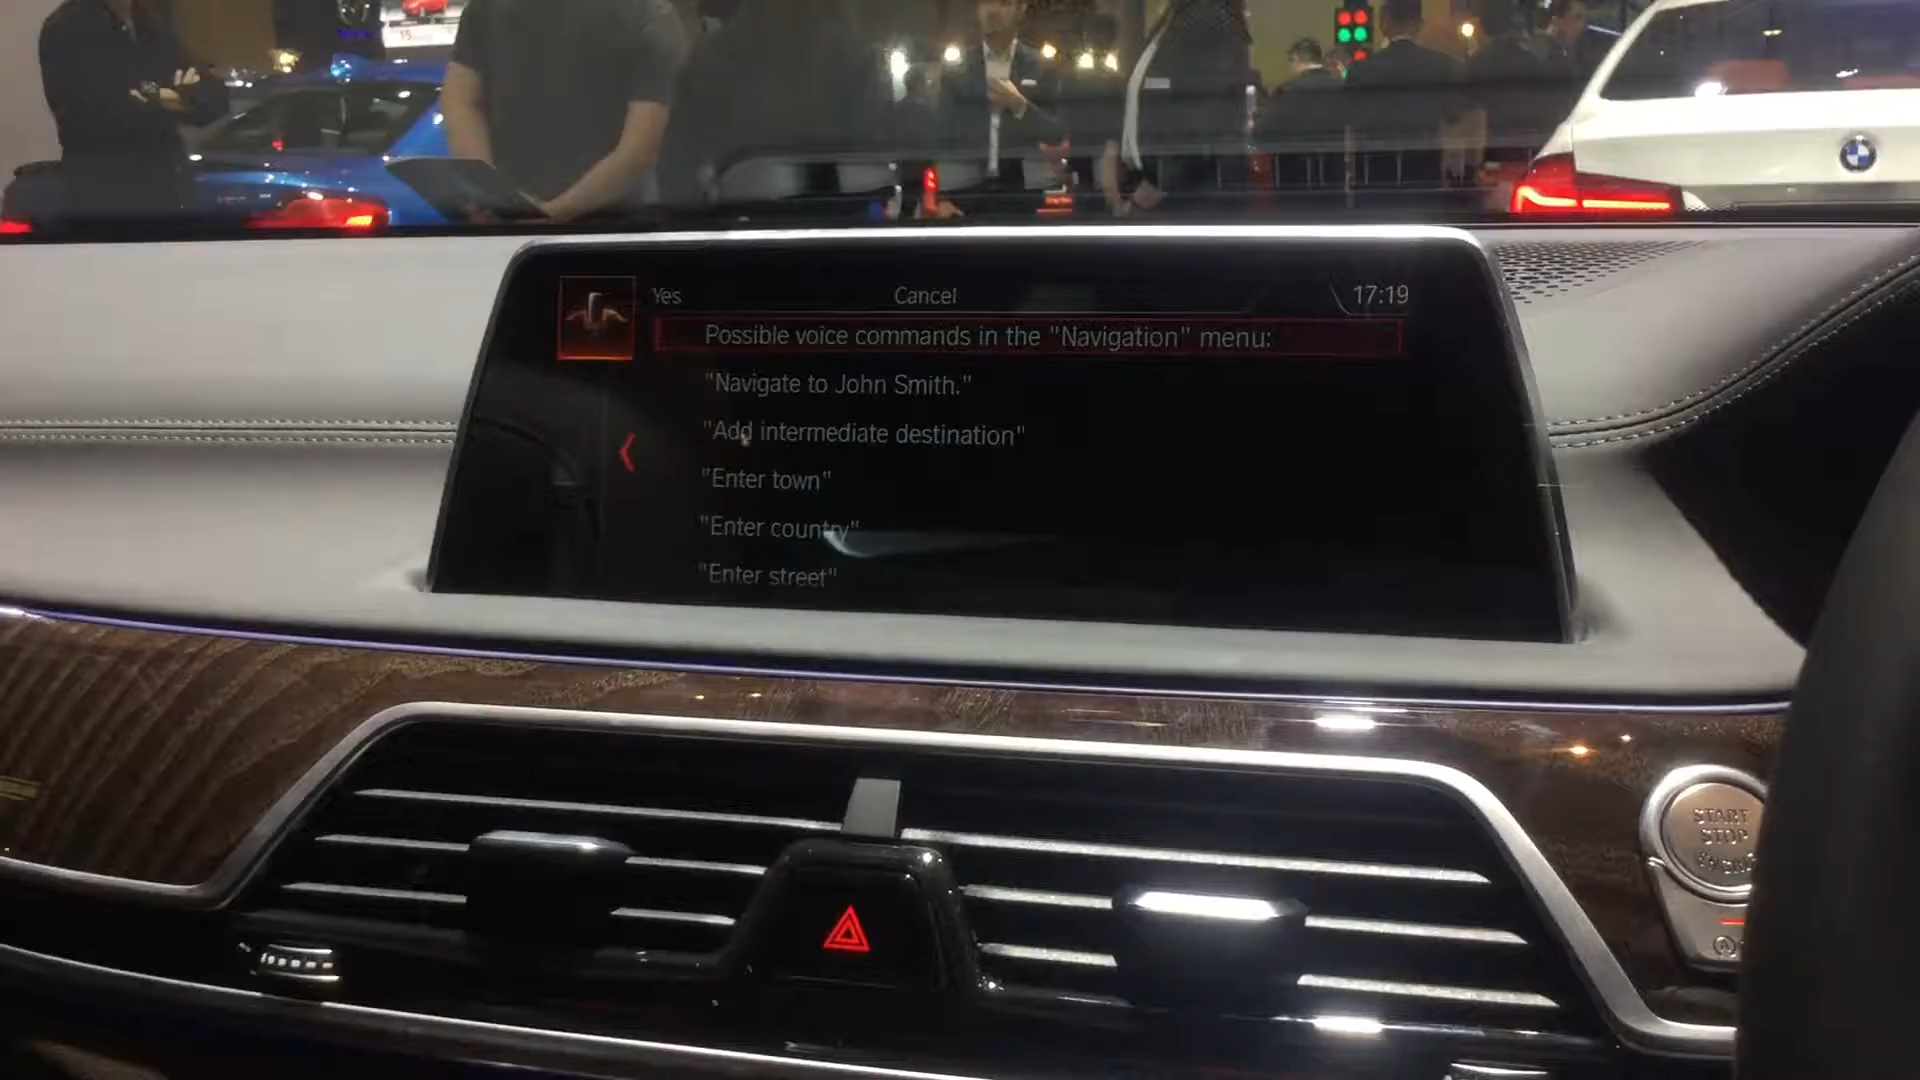 Yes Cancel 17:19
Possible voice commands in the "Navigation" menu:
"Navigate to John Smith."
"Add intermediate destination"
"Enter town"
"Enter country"
"Enter street"
START
STOP